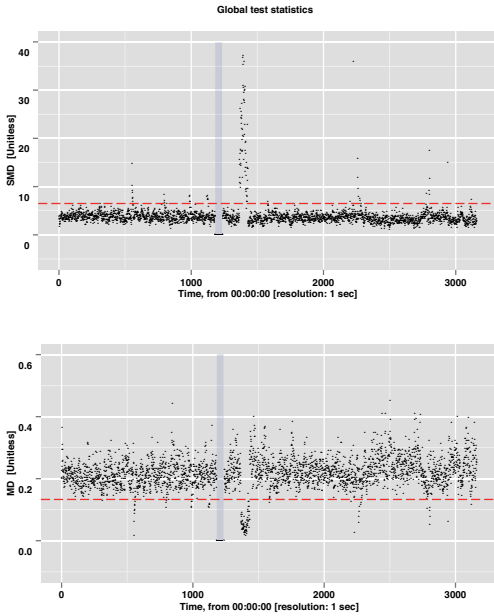 Global test statistics
SMD [Unitless]
40
30
20
10
0
0 1000 2000 3000
Time, from 00:00:00 [resolution: 1 sec]
MD [Unitless]
0.6
0.4
0.2
0.0
0 1000 2000 3000
Time, from 00:00:00 [resolution: 1 sec]